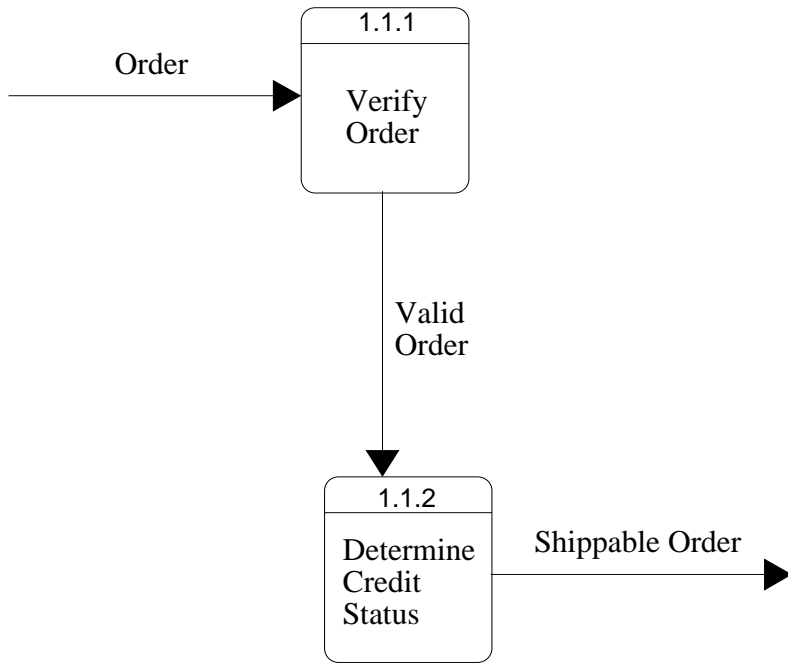 1.1.1
Order
Verify
Order
Valid
Order
1.1.2
Determine
Credit
Status
Shippable Order